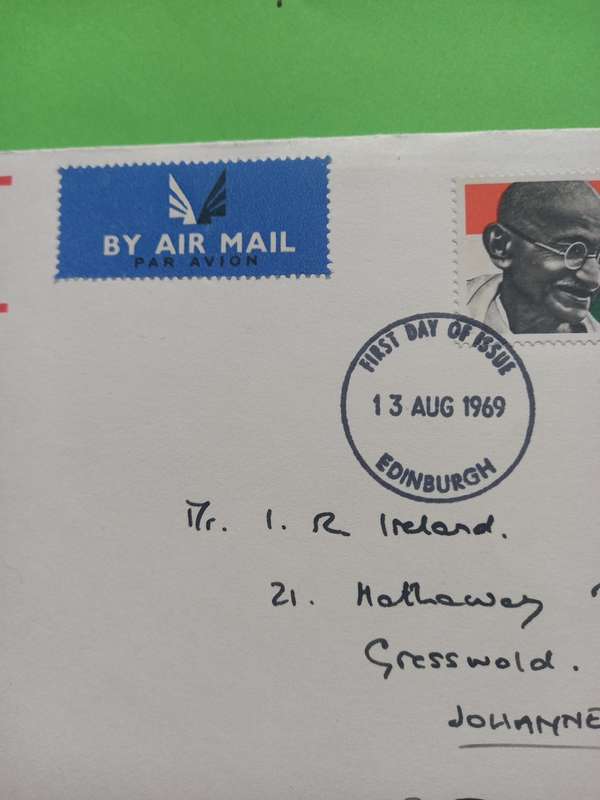 BY AIR MAIL
PAR AVION
FIRST DAY OF ISSUE
13 AUG 1969
EDINBURGH
Mr. I. R Ireland.
21. Hathaway
Gresswold.
JOHANNE